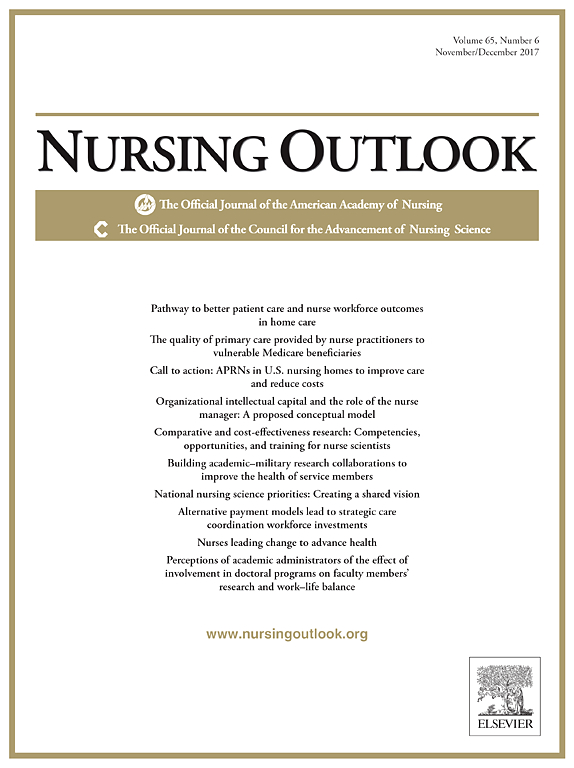 Volume 65, Number 6
November/December 2017
NURSING OUTLOOK
The Official Journal of the American Academy of Nursing
The Official Journal of the Council for the Advancement of Nursing Science
Pathway to better patient care and nurse workforce outcomes
in home care
The quality of primary care provided by nurse practitioners to
vulnerable Medicare beneficiaries
Call to action: APRNs in U.S. nursing homes to improve care
and reduce costs
Organizational intellectual capital and the role of the nurse
manager: A proposed conceptual model
Comparative and cost-effectiveness research: Competencies,
opportunities, and training for nurse scientists
Building academic–military research collaborations to
improve the health of service members
National nursing science priorities: Creating a shared vision
Alternative payment models lead to strategic care
coordination workforce investments
Nurses leading change to advance health
Perceptions of academic administrators of the effect of
involvement in doctoral programs on faculty members'
research and work–life balance
www.nursingoutlook.org
ELSEVIER